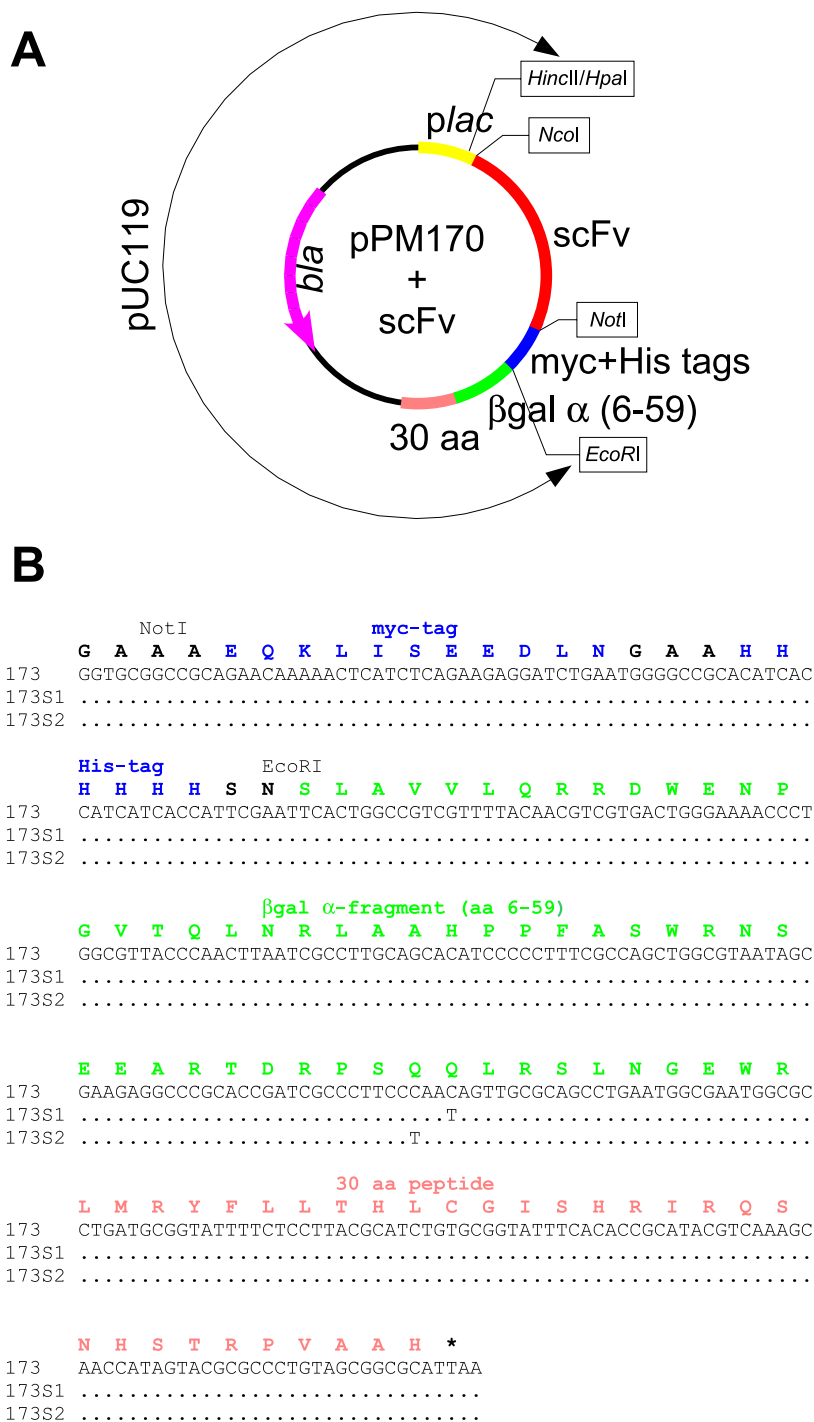 A
HincII/HpaI
plac
NcoI
pUC119
bla
pPM170
+
scFv
scFv
NotI
myc+His tags
βgal α (6-59)
30 aa
EcoRI
B
NotI myc-tag
G A A A E Q K L I S E E D L N G A A H H
173 GGTGCGGCCGCAGAACAAAAACTCATCTCAGAAGAGGATCTGAATGGGGCCGCACATCAC
173S1 ............................................................
173S2 ............................................................
His-tag EcoRI
H H H H S N S L A V V L Q R R D W E N P
173 CATCATCACCATTCGAATTCACTGGCCGTCGTTTTACAACGTCGTGACTGGGAAAACCCT
173S1 ............................................................
173S2 ............................................................
βgal α-fragment (aa 6-59)
G V T Q L N R L A A H P P F A S W R N S
173 GGCGTTACCCAACTTAATCGCCTTGCAGCACATCCCCCTTTCGCCAGCTGGCGTAATAGC
173S1 ............................................................
173S2 ............................................................
E E A R T D R P S Q Q L R S L N G E W R
173 GAAGAGGCCCGCACCGATCGCCCTTCCCAACAGTTGCGCAGCCTGAATGGCGAATGGCGC
173S1 ..............................T.............................
173S2 ...........................T................................
30 aa peptide
L M R Y F L L T H L C G I S H R I R Q S
173 CTGATGCGGTATTTTCTCCTTACGCATCTGTGCGGTATTTCACACCGCATACGTCAAAGC
173S1 ............................................................
173S2 ............................................................
N H S T R P V A A H *
173 AACCATAGTACGCGCCCTGTAGCGGCGCATTAA
173S1 .................................
173S2 .................................